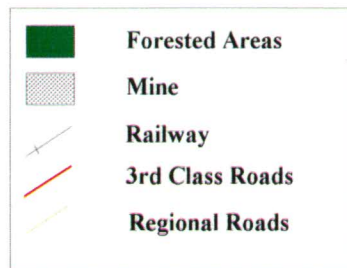 Forested Areas
Mine
Railway
3rd Class Roads
Regional Roads